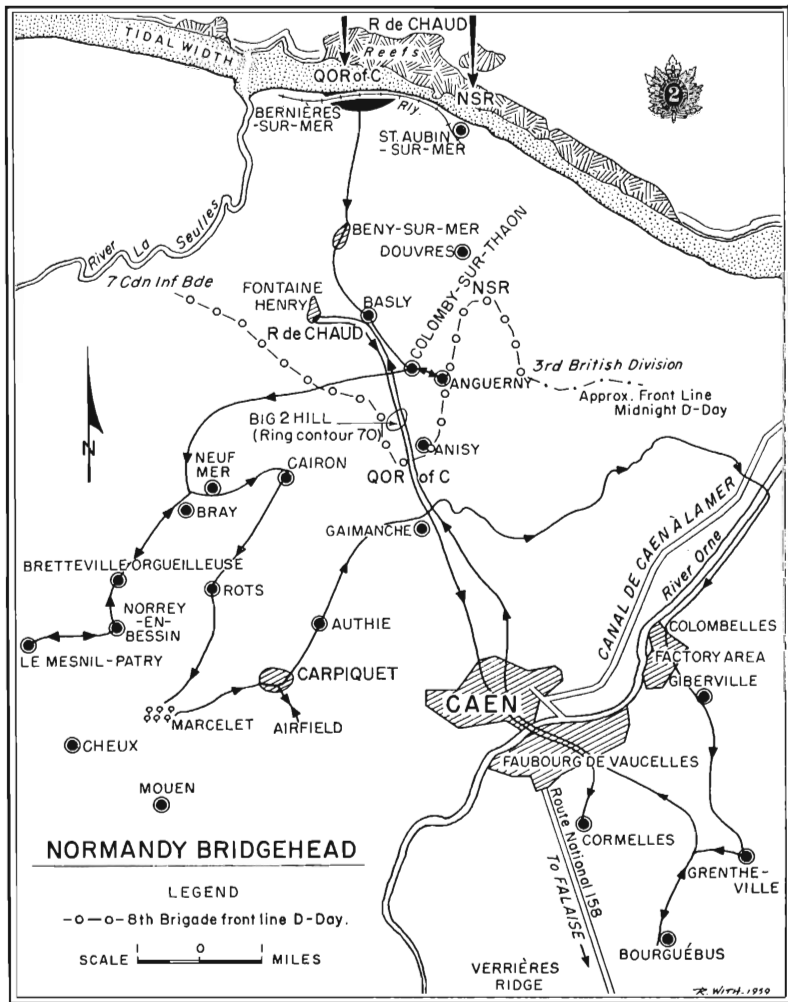 R de CHAUD
TIDAL WIDTH
Reefs
QOR of C
NSR
2
BERNIÈRES
-SUR-MER
Rly.
ST. AUBIN
-SUR-MER
River La Seulles
BENY-SUR-MER
DOUVRES
COLOMBY-SUR-THAON
7 Cdn Inf Bde
FONTAINE
HENRY
BASLY
NSR
R de CHAUD
3rd British Division
ANGUERNY
Approx. Front Line
Midnight D-Day
BIG 2 HILL
(Ring contour 70)
ANISY
N
NEUF
MER
CAIRON
QOR of C
BRAY
GAIMANCHE
CANAL DE CAEN À LA MER
River Orne
BRETTEVILLE-ORGUEILLEUSE
ROTS
NORREY
-EN-
BESSIN
AUTHIE
COLOMBELLES
LE MESNIL-PATRY
FACTORY AREA
CARPIQUET
GIBERVILLE
CAEN
MARCELET
AIRFIELD
CHEUX
FAUBOURG DE VAUCELLES
MOUEN
Route National 158
CORMELLES
NORMANDY BRIDGEHEAD
GRENTHE-
VILLE
LEGEND
TO FALAISE
-o-o-8th Brigade front line D-Day.
BOURGUÉBUS
SCALE 1 0 1 MILES
VERRIÈRES
RIDGE
R. WITH. 1959